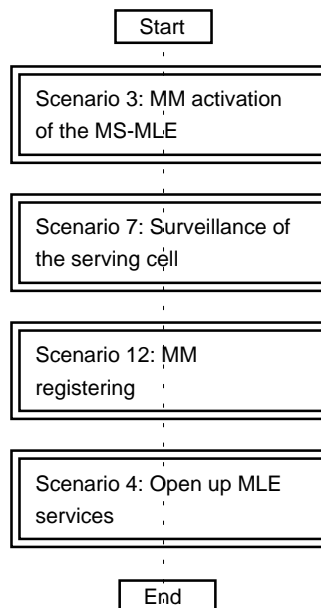 Start
Scenario 3: MM activation
of the MS-MLE
Scenario 7: Surveillance of
the serving cell
Scenario 12: MM
registering
Scenario 4: Open up MLE
services
End